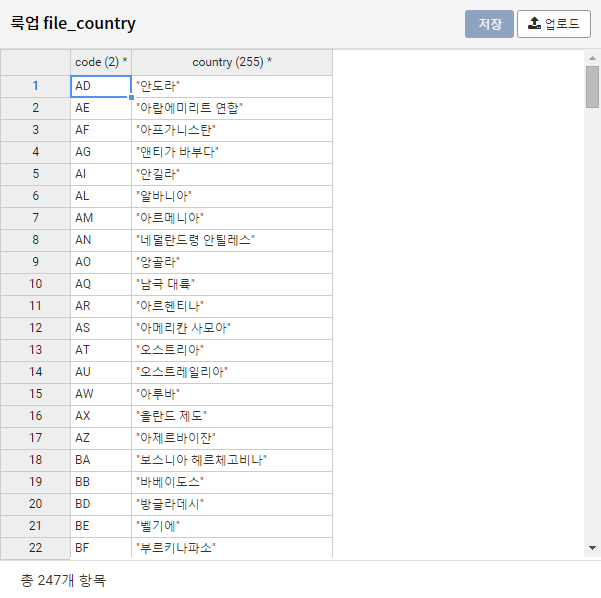 룩업 file_country
저장 업로드
code (2) * country (255) *
1 AD "안도라"
2 AE "아랍에미리트 연합"
3 AF "아프가니스탄"
4 AG "앤티가 바부다"
5 AI "안길라"
6 AL "알바니아"
7 AM "아르메니아"
8 AN "네덜란드령 안틸레스"
9 AO "앙골라"
10 AQ "남극 대륙"
11 AR "아르헨티나"
12 AS "아메리칸 사모아"
13 AT "오스트리아"
14 AU "오스트레일리아"
15 AW "아루바"
16 AX "올란드 제도"
17 AZ "아제르바이잔"
18 BA "보스니아 헤르체고비나"
19 BB "바베이도스"
20 BD "방글라데시"
21 BE "벨기에"
22 BF "부르키나파소"
총 247개 항목